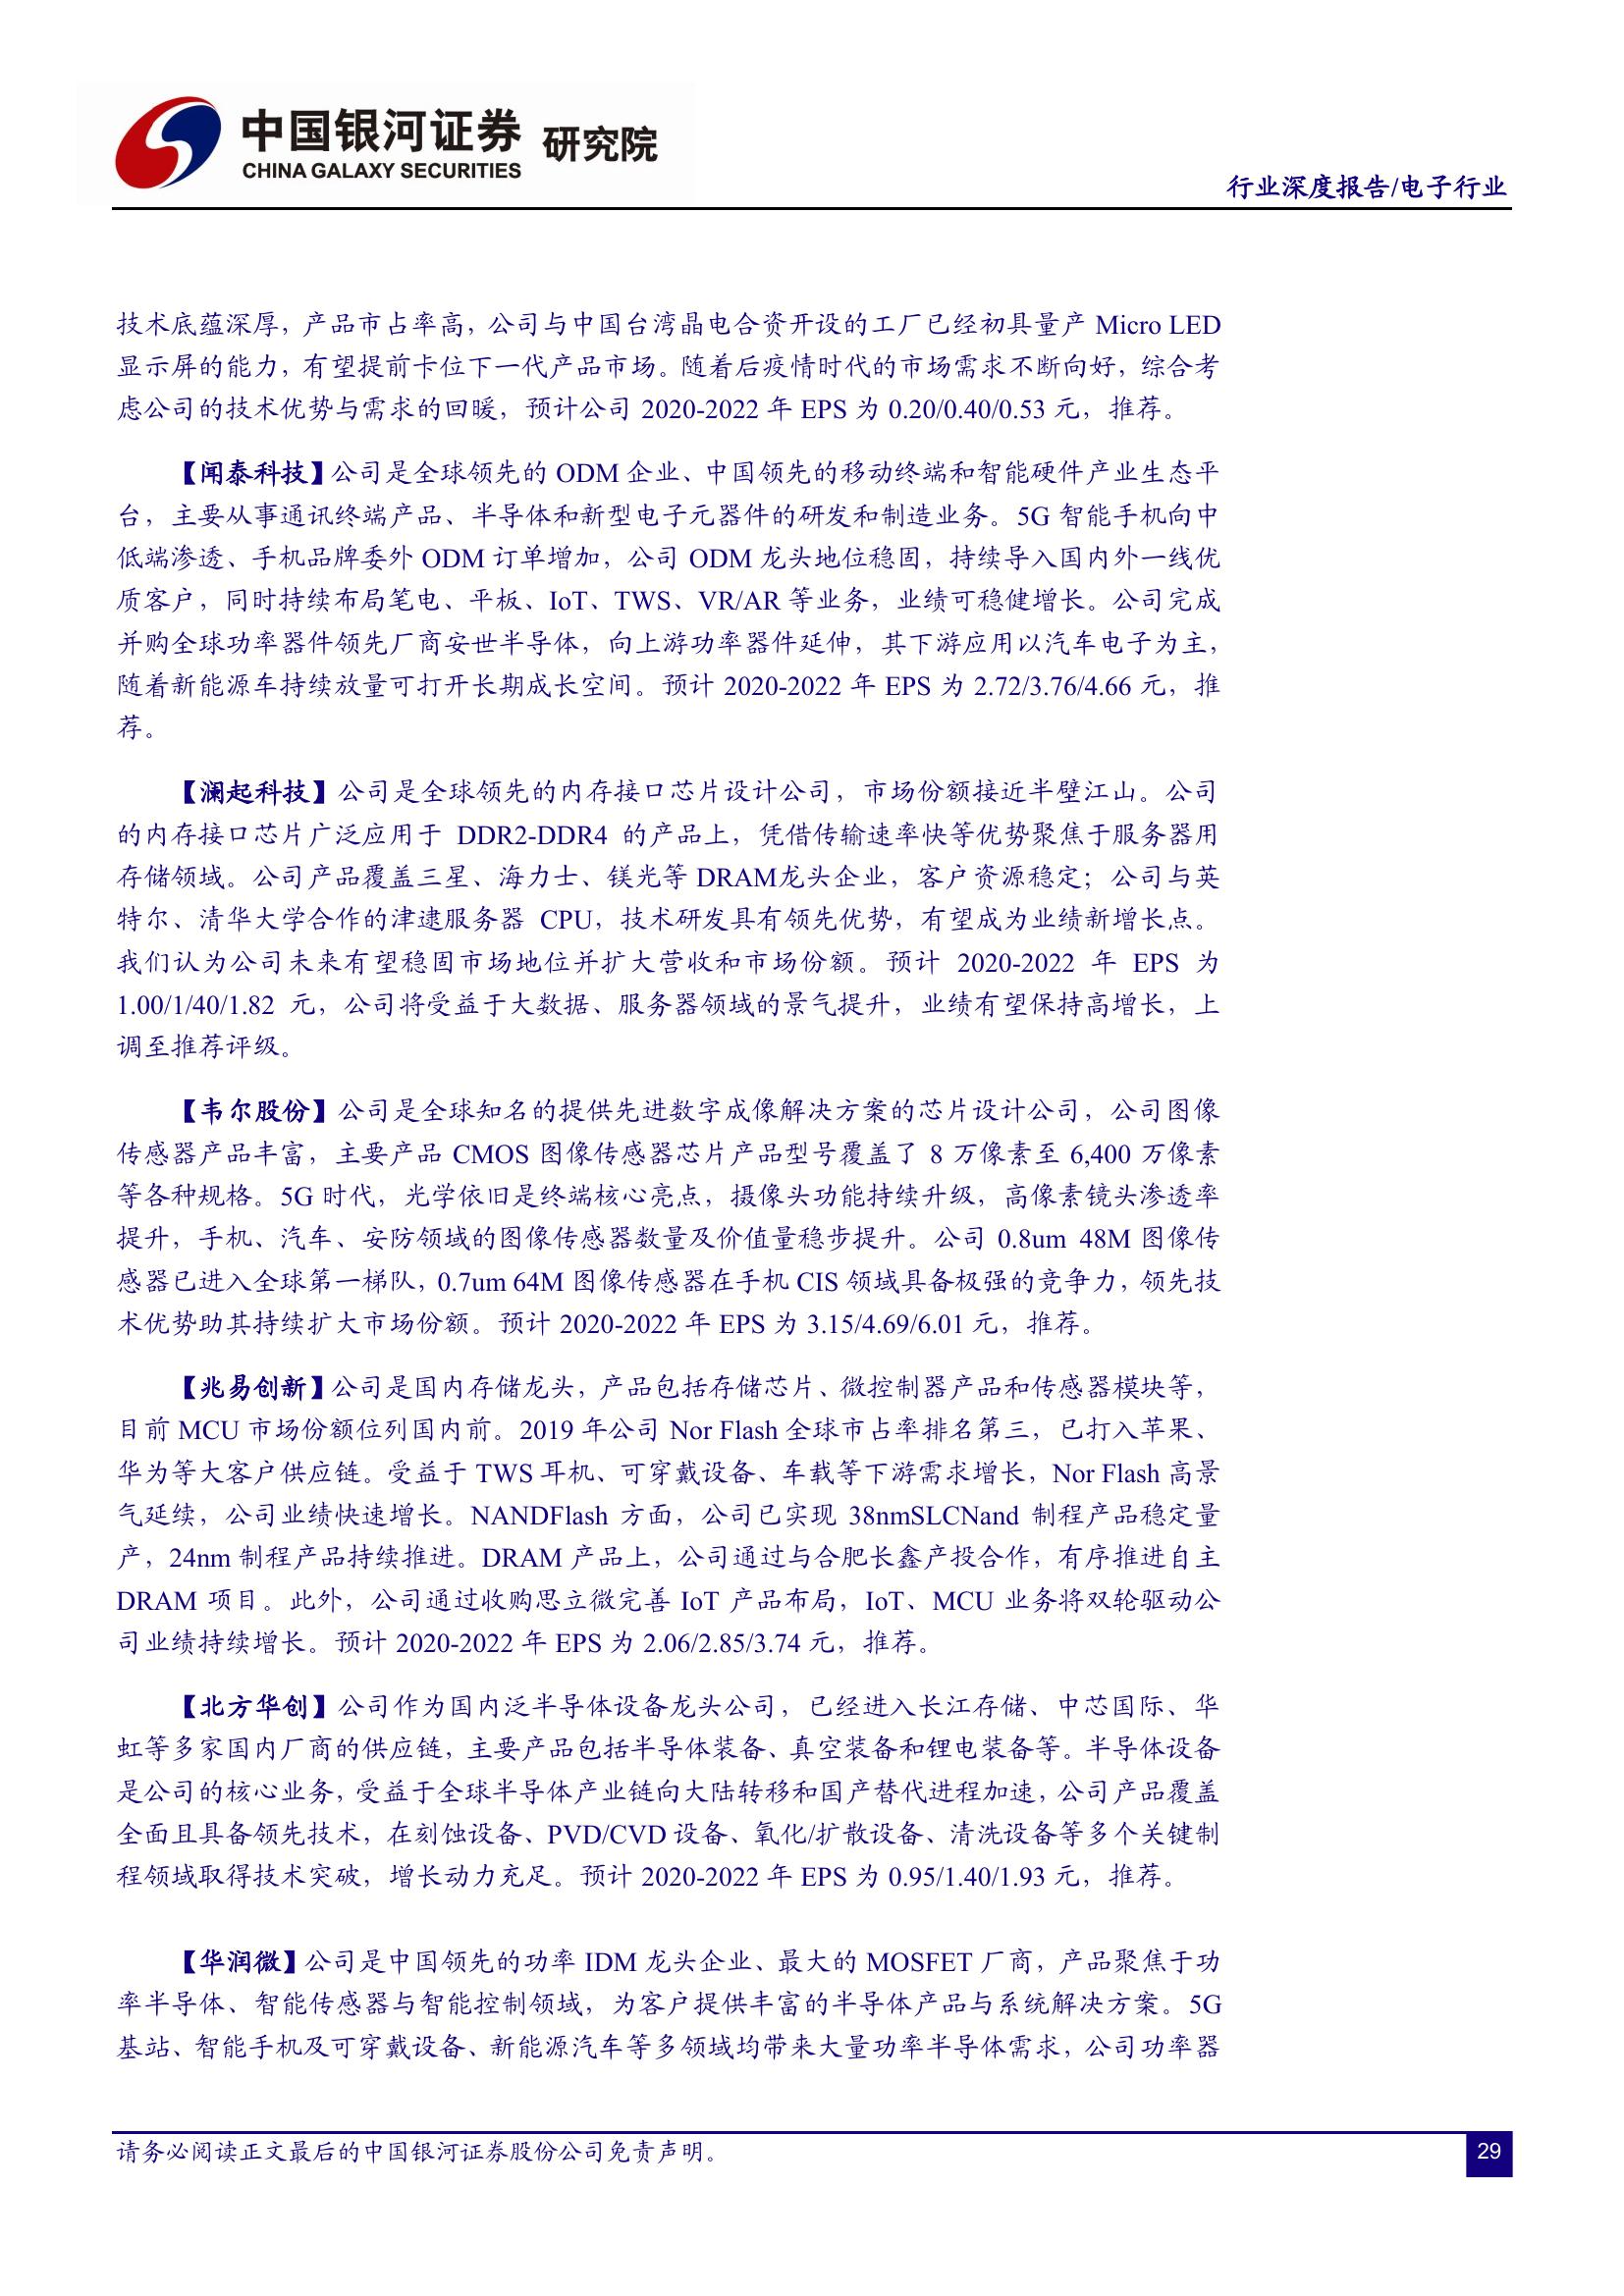 中国银河证券 研究院
CHINA GALAXY SECURITIES
行业深度报告/电子行业
技术底蕴深厚，产品市占率高，公司与中国台湾晶电合资开设的工厂已经初具量产 Micro LED
显示屏的能力，有望提前卡位下一代产品市场。随着后疫情时代的市场需求不断向好，综合考
虑公司的技术优势与需求的回暖，预计公司 2020-2022 年 EPS 为 0.20/0.40/0.53 元，推荐。
【闻泰科技】公司是全球领先的 ODM 企业、中国领先的移动终端和智能硬件产业生态平
台，主要从事通讯终端产品、半导体和新型电子元器件的研发和制造业务。5G 智能手机向中
低端渗透、手机品牌委外 ODM 订单增加，公司 ODM 龙头地位稳固，持续导入国内外一线优
质客户，同时持续布局笔电、平板、IoT、TWS、VR/AR 等业务，业绩可稳健增长。公司完成
并购全球功率器件领先厂商安世半导体，向上游功率器件延伸，其下游应用以汽车电子为主，
随着新能源车持续放量可打开长期成长空间。预计 2020-2022 年 EPS 为 2.72/3.76/4.66 元，推
荐。
【澜起科技】公司是全球领先的内存接口芯片设计公司，市场份额接近半壁江山。公司
的内存接口芯片广泛应用于 DDR2-DDR4 的产品上，凭借传输速率快等优势聚焦于服务器用
存储领域。公司产品覆盖三星、海力士、镁光等 DRAM龙头企业，客户资源稳定；公司与英
特尔、清华大学合作的津逮服务器 CPU，技术研发具有领先优势，有望成为业绩新增长点。
我们认为公司未来有望稳固市场地位并扩大营收和市场份额。预计 2020-2022 年 EPS 为
1.00/1/40/1.82 元，公司将受益于大数据、服务器领域的景气提升，业绩有望保持高增长，上
调至推荐评级。
【韦尔股份】公司是全球知名的提供先进数字成像解决方案的芯片设计公司，公司图像
传感器产品丰富，主要产品 CMOS 图像传感器芯片产品型号覆盖了 8 万像素至 6,400 万像素
等各种规格。5G 时代，光学依旧是终端核心亮点，摄像头功能持续升级，高像素镜头渗透率
提升，手机、汽车、安防领域的图像传感器数量及价值量稳步提升。公司 0.8um 48M 图像传
感器已进入全球第一梯队，0.7um 64M 图像传感器在手机 CIS 领域具备极强的竞争力，领先技
术优势助其持续扩大市场份额。预计 2020-2022 年 EPS 为 3.15/4.69/6.01 元，推荐。
【兆易创新】公司是国内存储龙头，产品包括存储芯片、微控制器产品和传感器模块等，
目前 MCU 市场份额位列国内前。2019 年公司 Nor Flash 全球市占率排名第三，已打入苹果、
华为等大客户供应链。受益于 TWS 耳机、可穿戴设备、车载等下游需求增长，Nor Flash 高景
气延续，公司业绩快速增长。NANDFlash 方面，公司已实现 38nmSLCNand 制程产品稳定量
产，24nm 制程产品持续推进。DRAM 产品上，公司通过与合肥长鑫产投合作，有序推进自主
DRAM 项目。此外，公司通过收购思立微完善 IoT 产品布局，IoT、MCU 业务将双轮驱动公
司业绩持续增长。预计 2020-2022 年 EPS 为 2.06/2.85/3.74 元，推荐。
【北方华创】公司作为国内泛半导体设备龙头公司，已经进入长江存储、中芯国际、华
虹等多家国内厂商的供应链，主要产品包括半导体装备、真空装备和锂电装备等。半导体设备
是公司的核心业务，受益于全球半导体产业链向大陆转移和国产替代进程加速，公司产品覆盖
全面且具备领先技术，在刻蚀设备、PVD/CVD 设备、氧化/扩散设备、清洗设备等多个关键制
程领域取得技术突破，增长动力充足。预计 2020-2022 年 EPS 为 0.95/1.40/1.93 元，推荐。
【华润微】公司是中国领先的功率 IDM 龙头企业、最大的 MOSFET 厂商，产品聚焦于功
率半导体、智能传感器与智能控制领域，为客户提供丰富的半导体产品与系统解决方案。5G
基站、智能手机及可穿戴设备、新能源汽车等多领域均带来大量功率半导体需求，公司功率器
请务必阅读正文最后的中国银河证券股份公司免责声明。
29